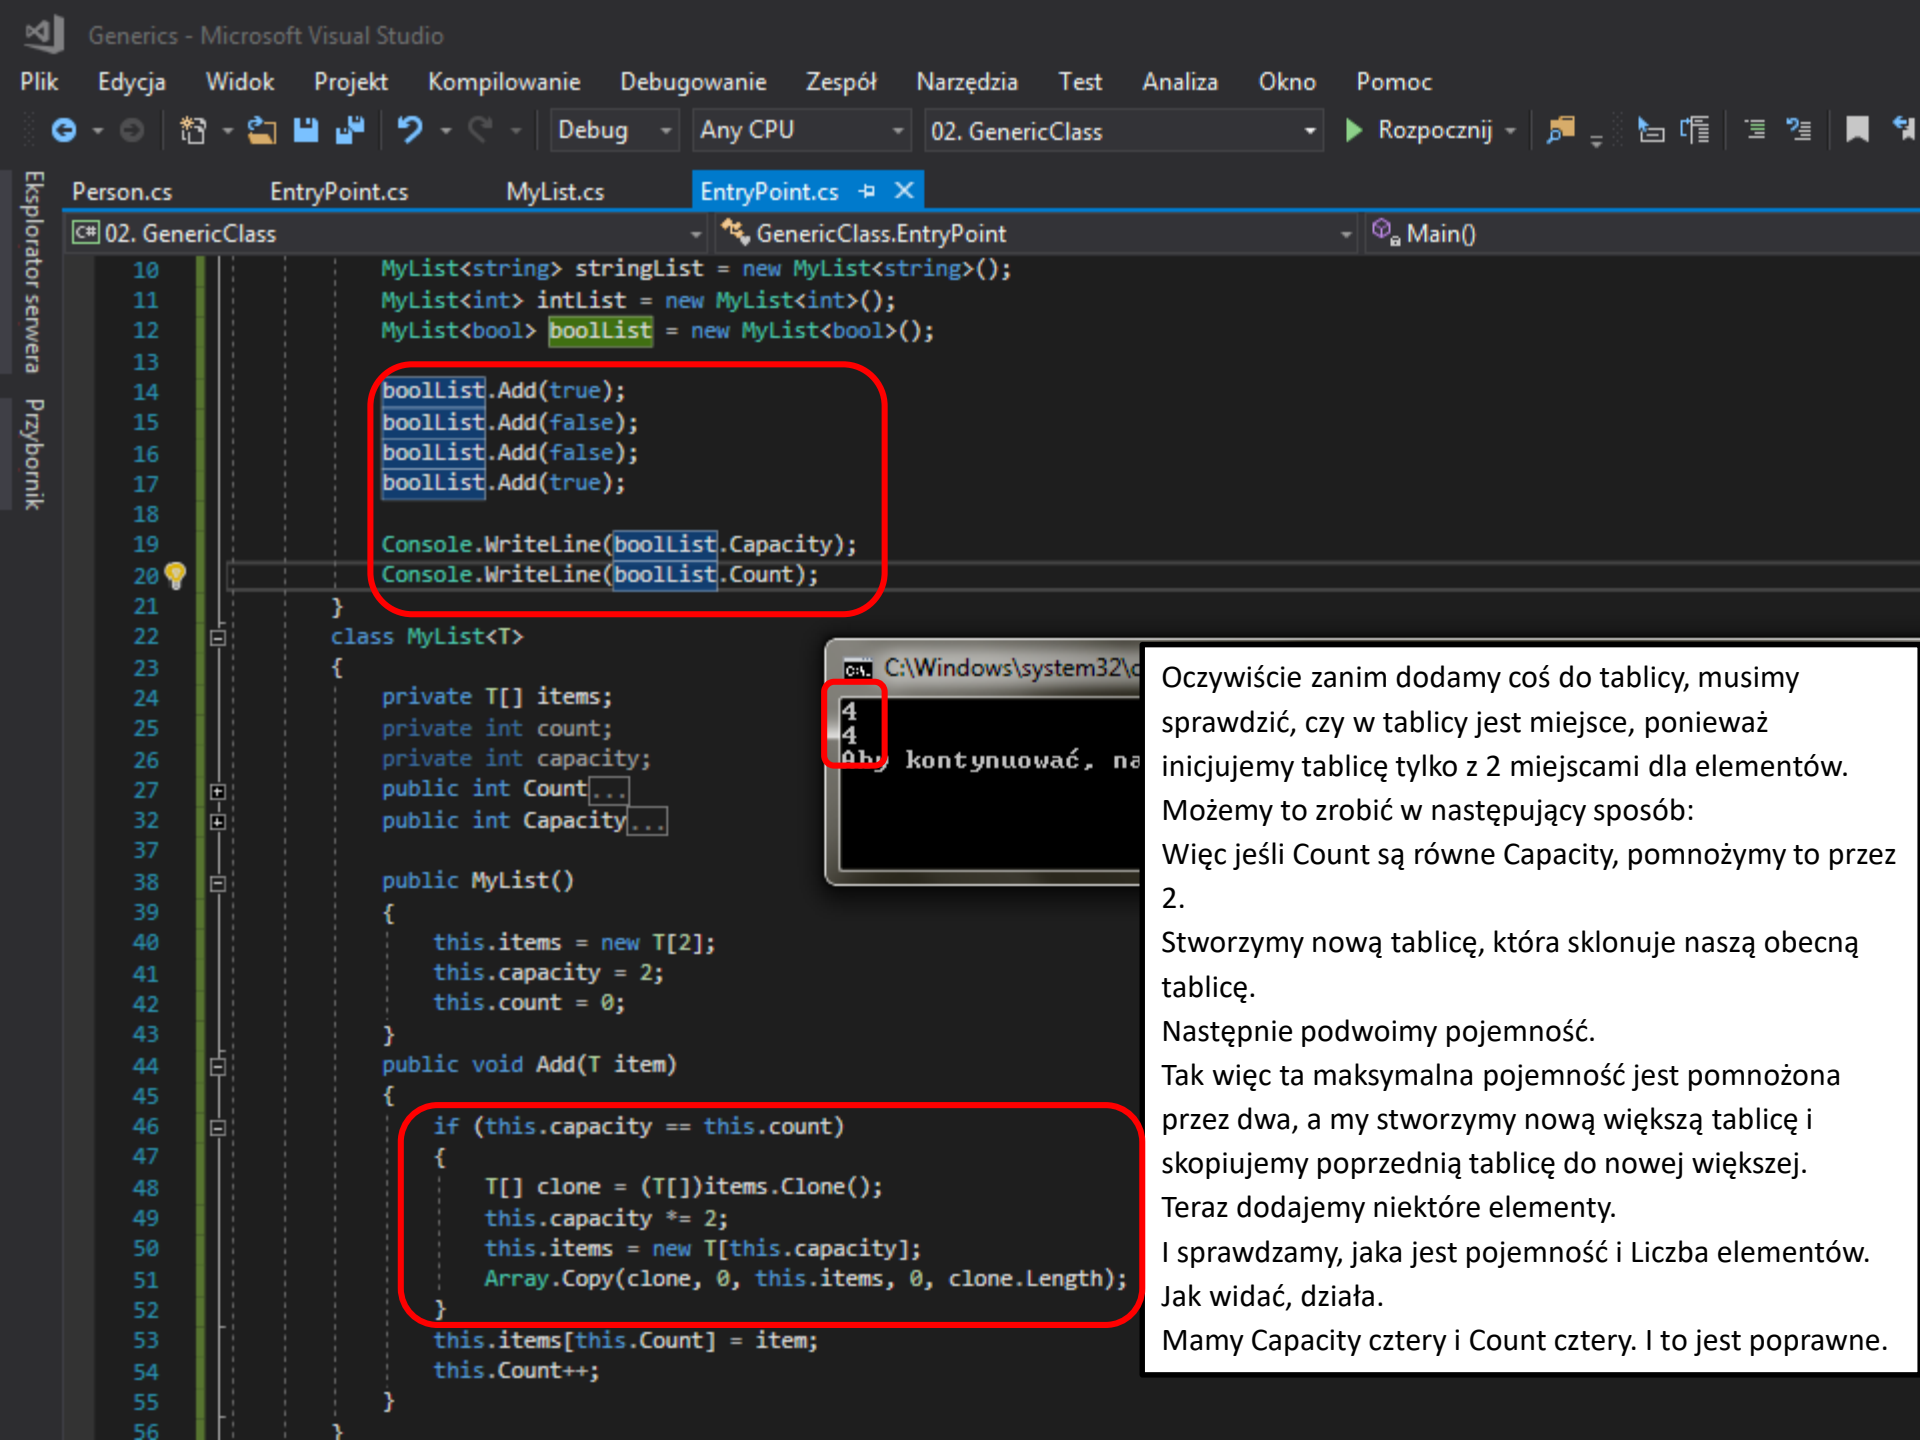 Generics - Microsoft Visual Studio
Plik Edycja Widok Projekt Kompilowanie Debugowanie Zespół Narzędzia Test Analiza Okno Pomoc
Debug Any CPU 02. GenericClass Rozpocznij
Eksplorator serwera
Przybornik
Person.cs EntryPoint.cs MyList.cs EntryPoint.cs
C# 02. GenericClass GenericClass.EntryPoint Main()
10 MyList<string> stringList = new MyList<string>();
11 MyList<int> intList = new MyList<int>();
12 MyList<bool> boolList = new MyList<bool>();
13
14 boolList.Add(true);
15 boolList.Add(false);
16 boolList.Add(false);
17 boolList.Add(true);
18
19 Console.WriteLine(boolList.Capacity);
20 Console.WriteLine(boolList.Count);
21 }
22 class MyList<T>
23 {
24 private T[] items;
25 private int count;
26 private int capacity;
27 public int Count...
32 public int Capacity...
37
38 public MyList()
39 {
40 this.items = new T[2];
41 this.capacity = 2;
42 this.count = 0;
43 }
44 public void Add(T item)
45 {
46 if (this.capacity == this.count)
47 {
48 T[] clone = (T[])items.Clone();
49 this.capacity *= 2;
50 this.items = new T[this.capacity];
51 Array.Copy(clone, 0, this.items, 0, clone.Length);
52 }
53 this.items[this.Count] = item;
54 this.Count++;
55 }
56 }
C:\Windows\system32\c
4
4
Aby kontynuować, na
Oczywiście zanim dodamy coś do tablicy, musimy
sprawdzić, czy w tablicy jest miejsce, ponieważ
inicjujemy tablicę tylko z 2 miejscami dla elementów.
Możemy to zrobić w następujący sposób:
Więc jeśli Count są równe Capacity, pomnożymy to przez
2.
Stworzymy nową tablicę, która sklonuje naszą obecną
tablicę.
Następnie podwoimy pojemność.
Tak więc ta maksymalna pojemność jest pomnożona
przez dwa, a my stworzymy nową większą tablicę i
skopiujemy poprzednią tablicę do nowej większej.
Teraz dodajemy niektóre elementy.
I sprawdzamy, jaka jest pojemność i Liczba elementów.
Jak widać, działa.
Mamy Capacity cztery i Count cztery. I to jest poprawne.